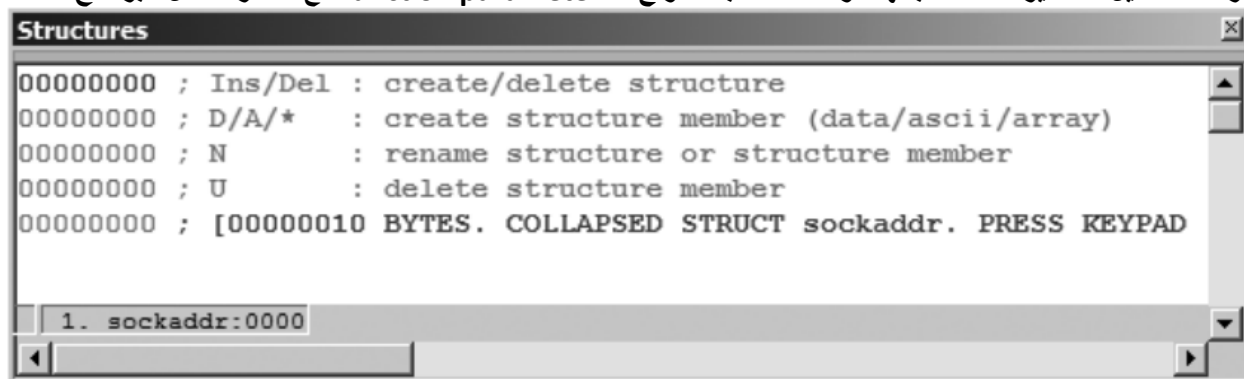 Structures
00000000 ; Ins/Del : create/delete structure
00000000 ; D/A/* : create structure member (data/ascii/array)
00000000 ; N : rename structure or structure member
00000000 ; U : delete structure member
00000000 ; [00000010 BYTES. COLLAPSED STRUCT sockaddr. PRESS KEYPAD
1. sockaddr:0000